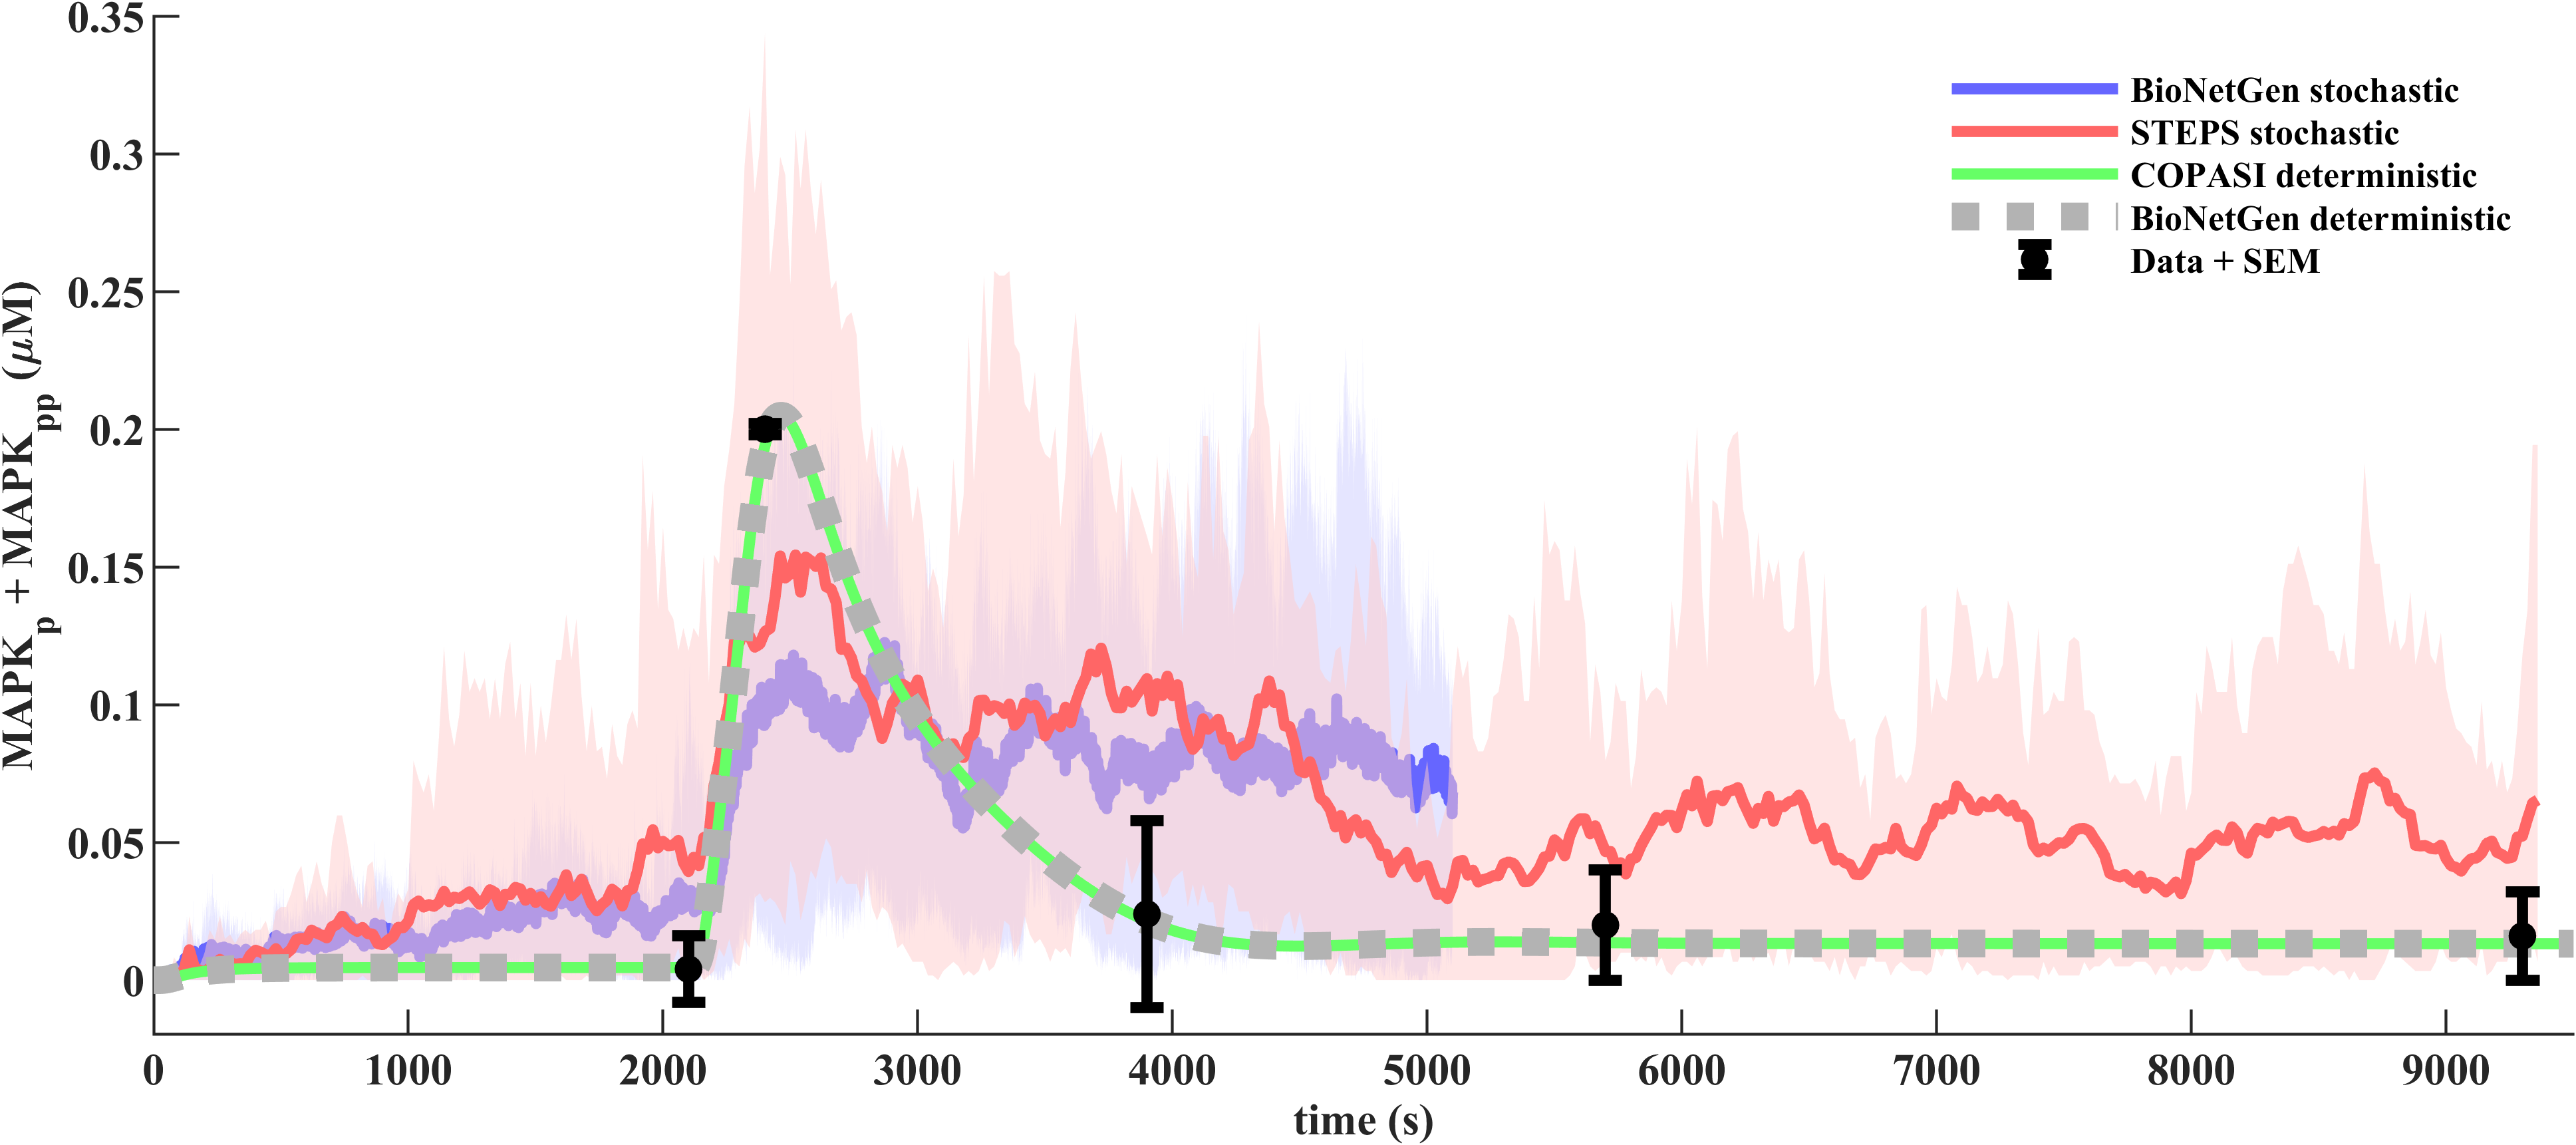 0.35
0.3
0.25
0.2
0.15
0.1
0.05
0
MAPKp + MAPKpp (μM)
BioNetGen stochastic
STEPS stochastic
COPASI deterministic
BioNetGen deterministic
Data + SEM
0 1000 2000 3000 4000 5000 6000 7000 8000 9000
time (s)